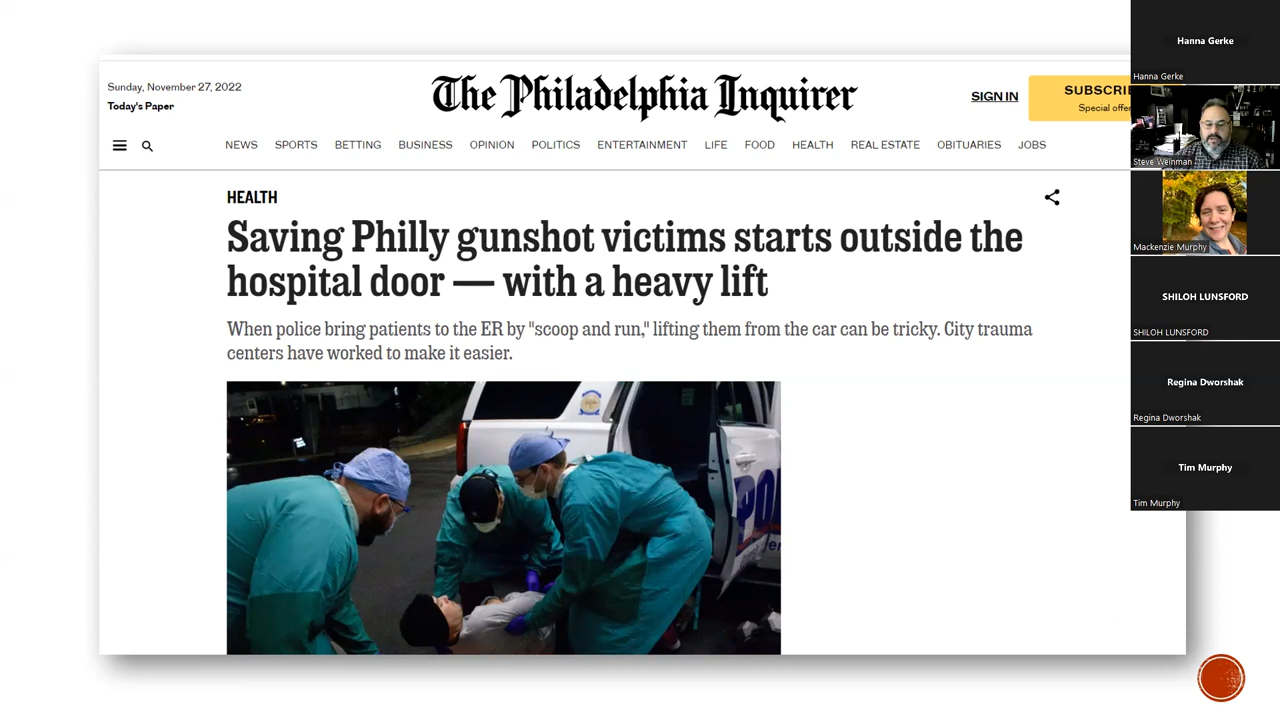 Sunday, November 27, 2022
Today's Paper
The Philadelphia Inquirer
SIGN IN
SUBSCRIBE
Special offer
NEWS SPORTS BETTING BUSINESS OPINION POLITICS ENTERTAINMENT LIFE FOOD HEALTH REAL ESTATE OBITUARIES JOBS
HEALTH
Saving Philly gunshot victims starts outside the
hospital door — with a heavy lift
When police bring patients to the ER by "scoop and run," lifting them from the car can be tricky. City trauma
centers have worked to make it easier.
PO
Hanna Gerke
Hanna Gerke
Steve Weinman
Mackenzie Murphy
SHILOH LUNSFORD
SHILOH LUNSFORD
Regina Dworshak
Regina Dworshak
Tim Murphy
Tim Murphy